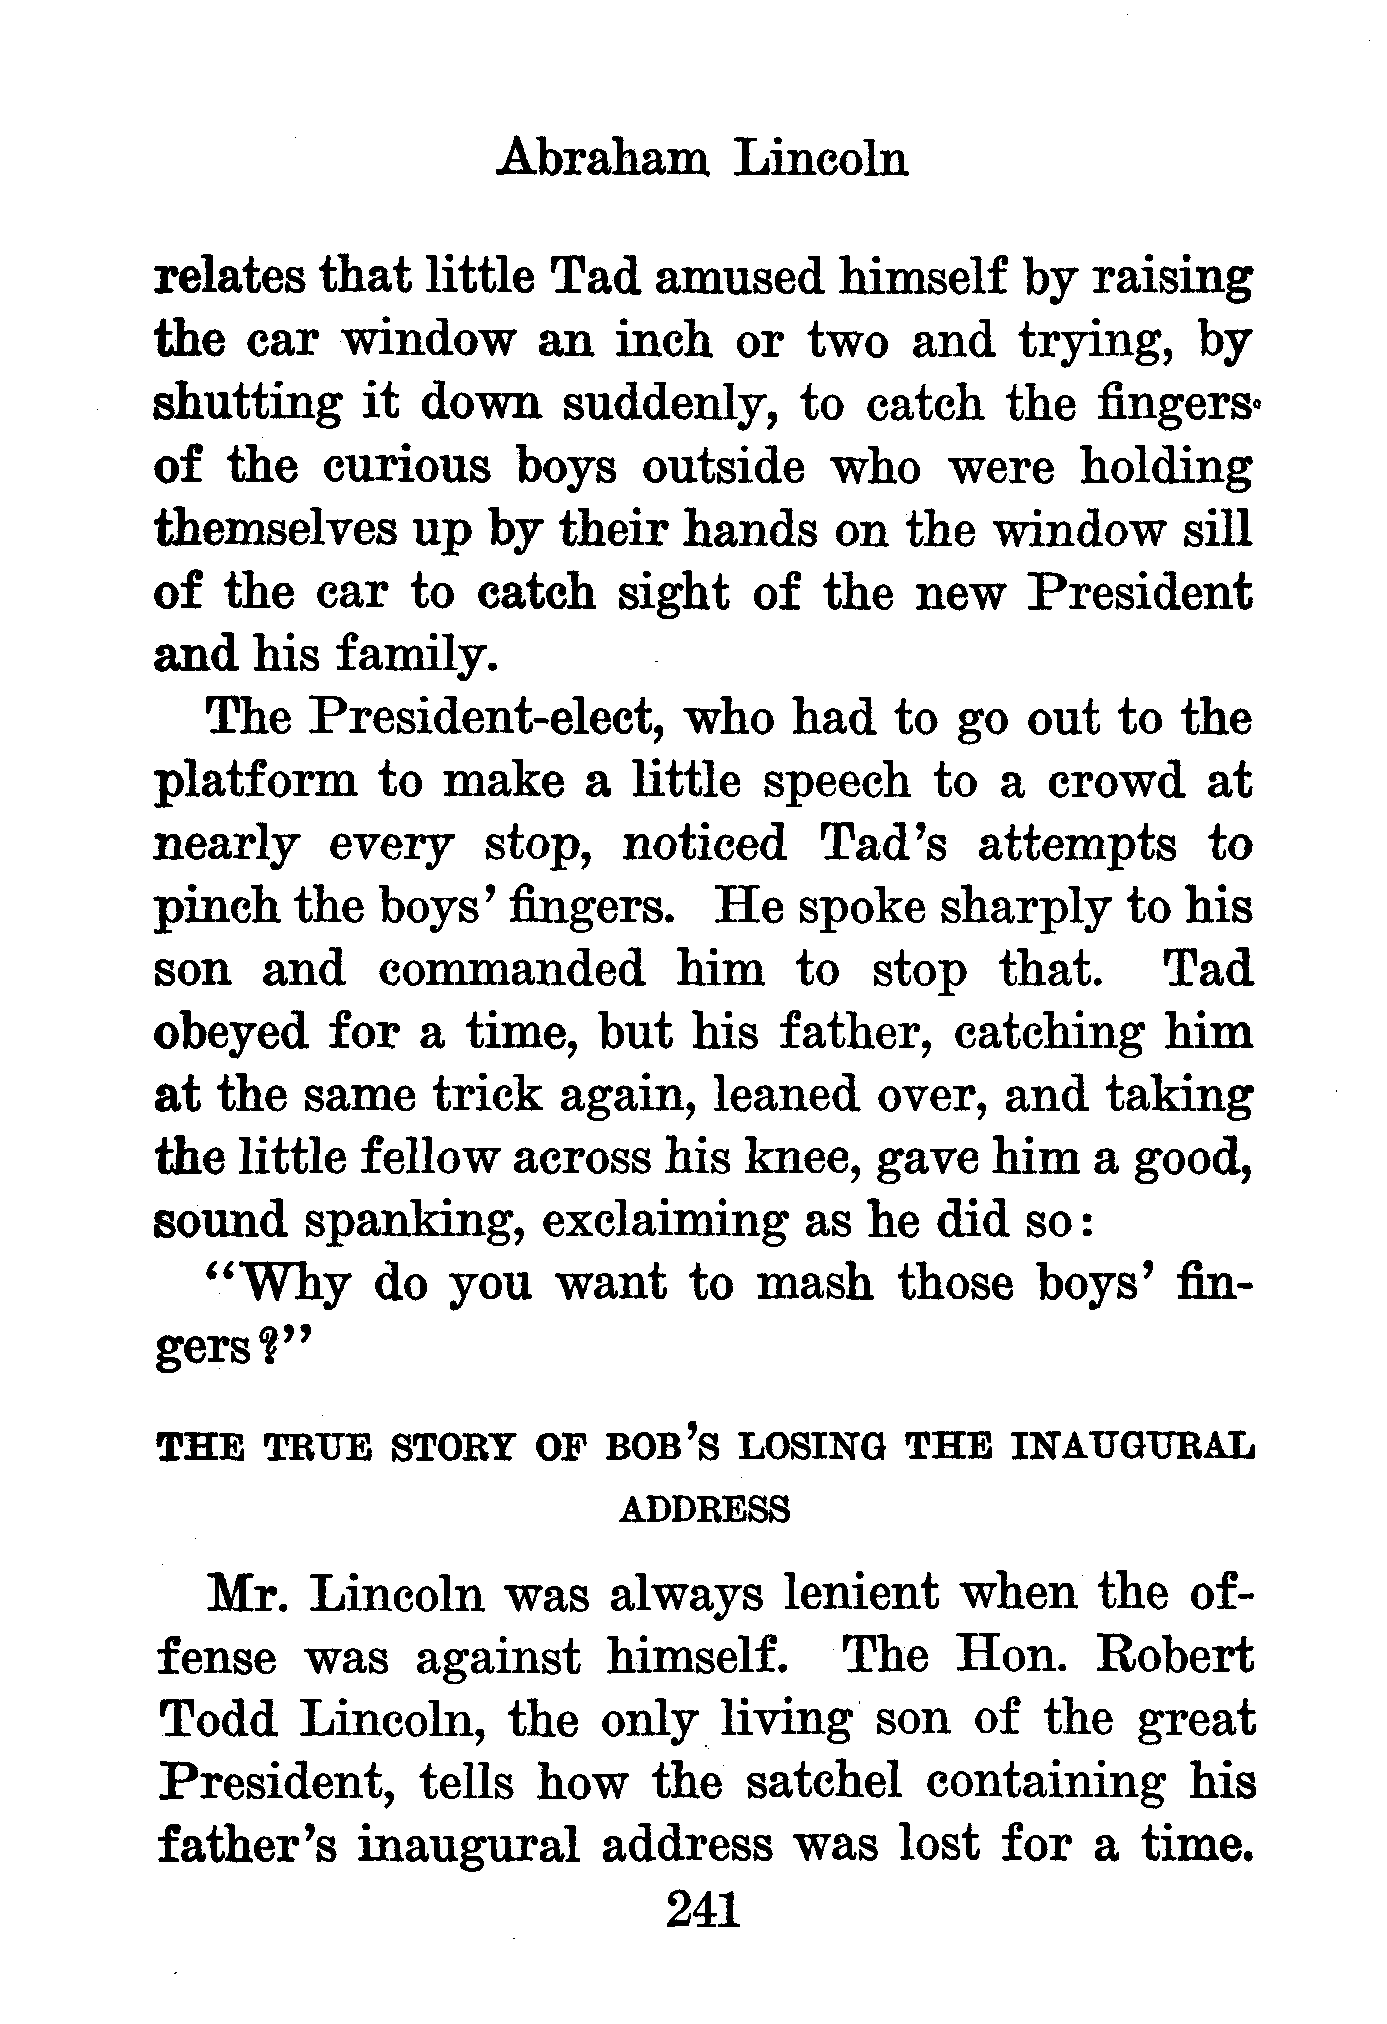 Abraham Lincoln
relates that little Tad amused himself by raising
the car window an inch or two and trying, by
shutting it down suddenly, to catch the fingers
of the curious boys outside who were holding
themselves up by their hands on the window sill
of the car to catch sight of the new President
and his family.
The President-elect, who had to go out to the
platform to make a little speech to a crowd at
nearly every stop, noticed Tad's attempts to
pinch the boys' fingers. He spoke sharply to his
son and commanded him to stop that. Tad
obeyed for a time, but his father, catching him
at the same trick again, leaned over, and taking
the little fellow across his knee, gave him a good,
sound spanking, exclaiming as he did so:
"Why do you want to mash those boys' fin-
gers?"
THE TRUE STORY OF BOB'S LOSING THE INAUGURAL
ADDRESS
Mr. Lincoln was always lenient when the of-
fense was against himself. The Hon. Robert
Todd Lincoln, the only living son of the great
President, tells how the satchel containing his
father's inaugural address was lost for a time.
241